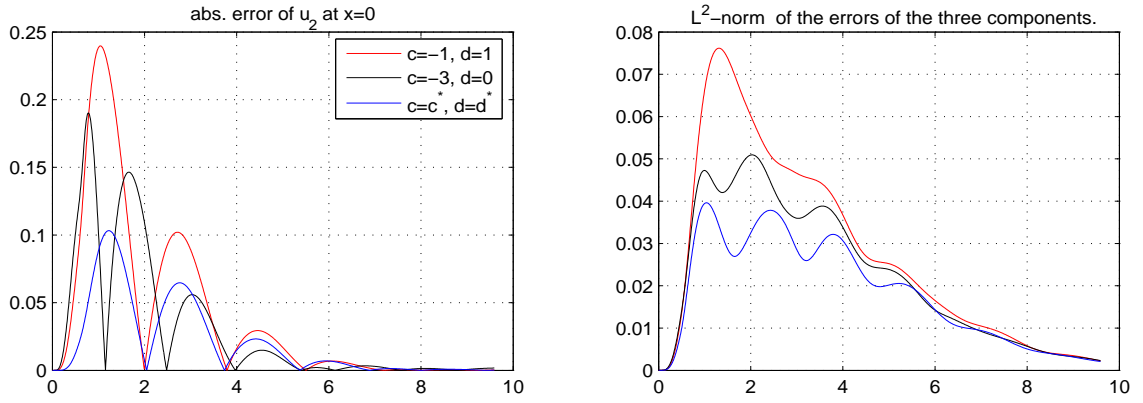 abs. error of u_2 at x=0
0.25
0.2
0.15
0.1
0.05
0
0 2 4 6 8 10
c=−1, d=1
c=−3, d=0
c=c^*, d=d^*
L^2−norm of the errors of the three components.
0.08
0.07
0.06
0.05
0.04
0.03
0.02
0.01
0
0 2 4 6 8 10